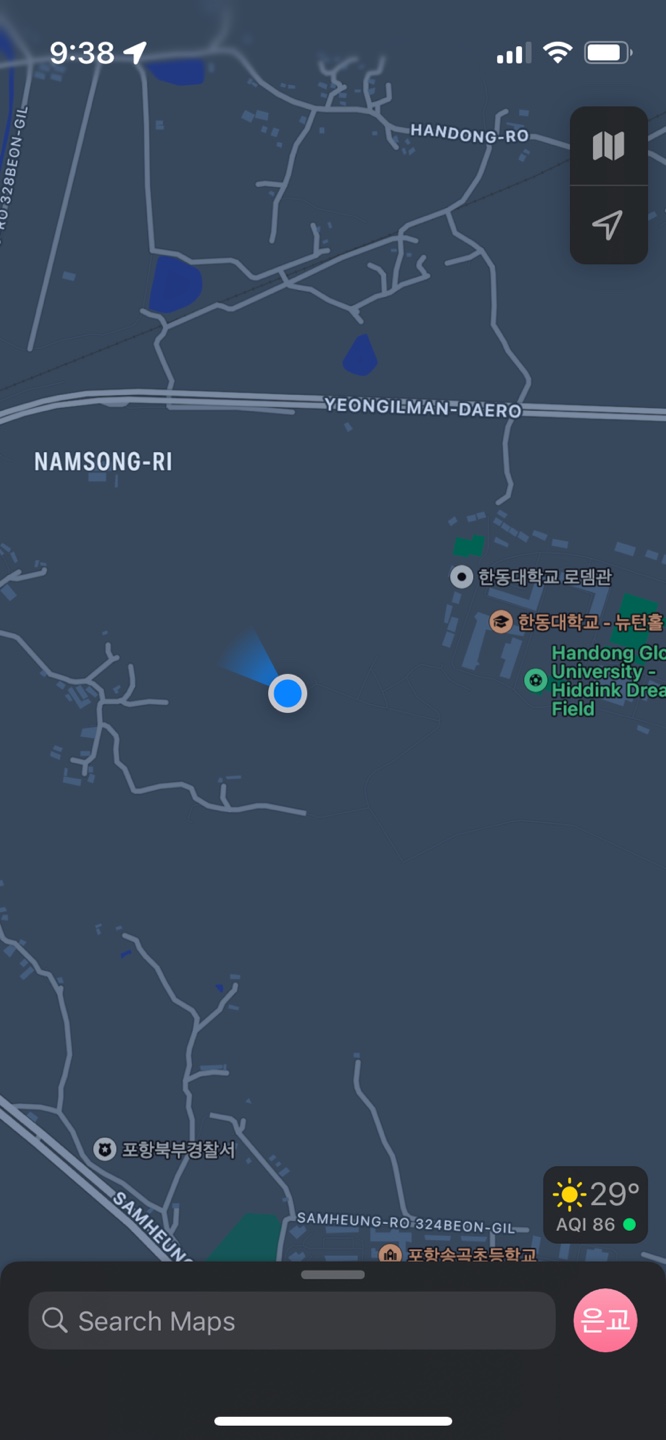 9:38
RO 328BEON-GIL
HANDONG-RO
YEONGILMAN-DAERO
NAMSONG-RI
한동대학교 로뎀관
한동대학교 - 뉴턴홀
Handong Glo
University -
Hiddink Drea
Field
포항북부경찰서
SAMHEUNG
SAMHEUNG-RO 324BEON-GIL
29°
AQI 86
포항송곡초등학교
Search Maps
은교